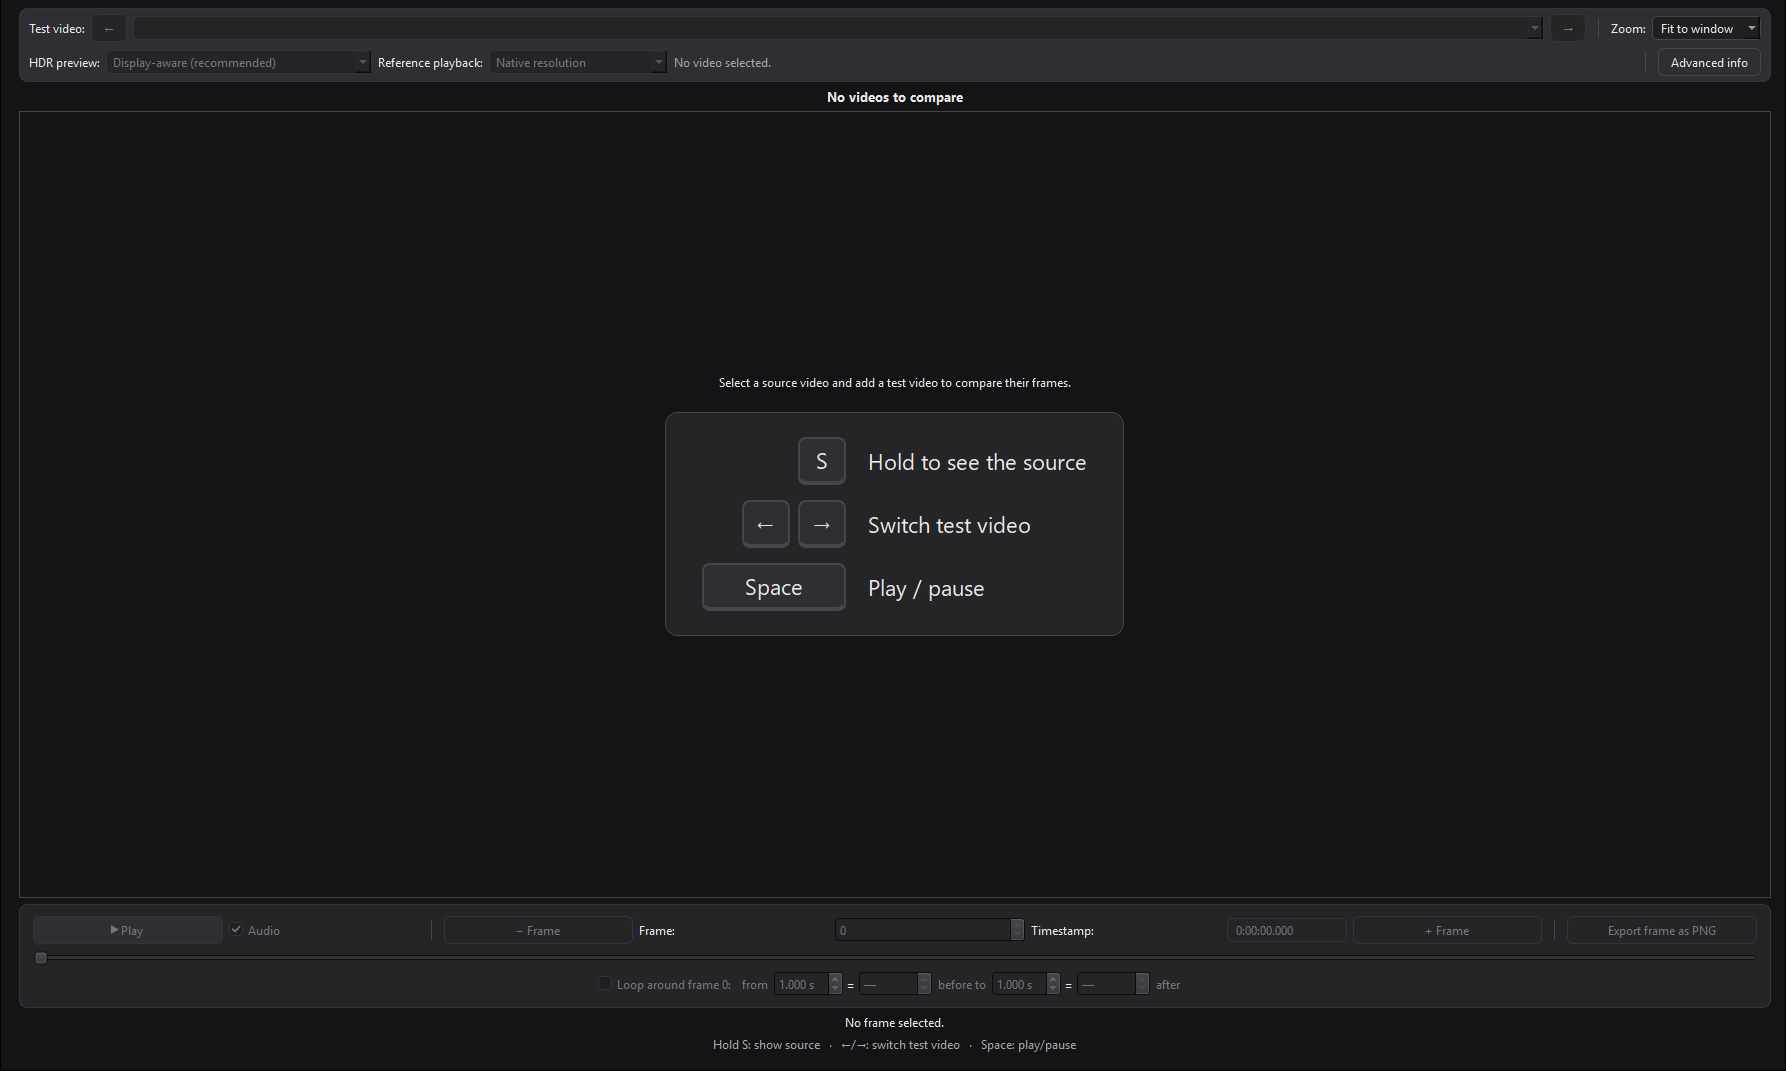 Test video: ← → Zoom: Fit to window
HDR preview: Display-aware (recommended) Reference playback: Native resolution No video selected. Advanced info
No videos to compare
Select a source video and add a test video to compare their frames.
S Hold to see the source
← → Switch test video
Space Play / pause
Play Audio − Frame Frame: 0 Timestamp: 0:00:00.000 + Frame Export frame as PNG
Loop around frame 0: from 1.000 s = — before to 1.000 s = — after
No frame selected.
Hold S: show source · ←/→: switch test video · Space: play/pause